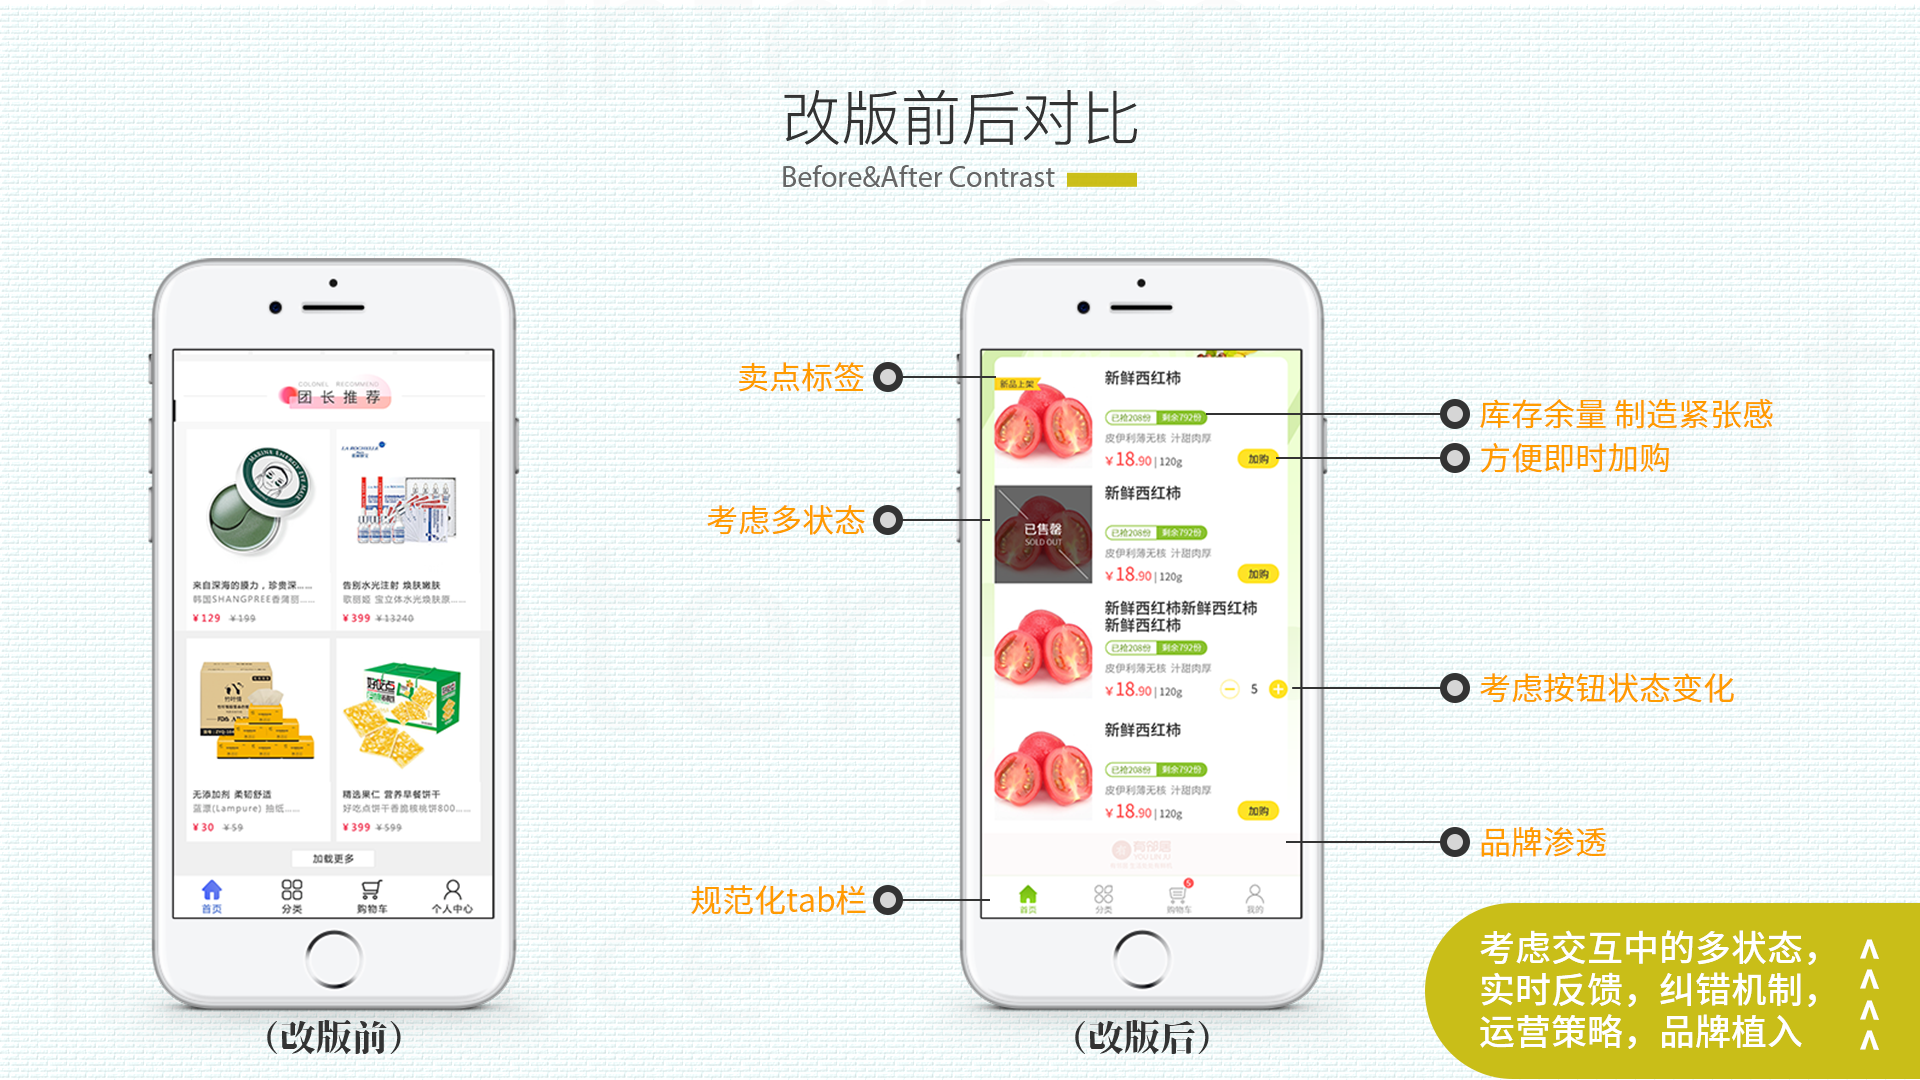 改版前后对比
Before&After Contrast
COLONEL RECOMMEND
团长推荐
MARINE ENERGY EYE MASK
LA ROCHELLE
来自深海的膜力，珍贵深……
韩国SHANGPREE香蒲丽……
¥129 ¥199
告别水光注射 焕肤嫩肤
歌丽姬 宝立体水光焕肤原……
¥399 ¥13240
好吃点
无添加剂 柔韧舒适
蓝漂(Lampure) 抽纸……
¥30 ¥59
精选果仁 营养早餐饼干
好吃点饼干香脆核桃饼800……
¥399 ¥599
加载更多
首页
分类
购物车
个人中心
(改版前)
卖点标签
考虑多状态
规范化tab栏
新品上架
新鲜西红柿
已抢208份 剩余792份
皮伊利薄无核 汁甜肉厚
¥18.90 | 120g
加购
已售罄
SOLD OUT
新鲜西红柿
已抢208份 剩余792份
皮伊利薄无核 汁甜肉厚
¥18.90 | 120g
加购
新鲜西红柿新鲜西红柿
新鲜西红柿
已抢208份 剩余792份
皮伊利薄无核 汁甜肉厚
¥18.90 | 120g
5
新鲜西红柿
已抢208份 剩余792份
皮伊利薄无核 汁甜肉厚
¥18.90 | 120g
加购
有邻居
YOU LIN JU
首页
分类
5
购物车
我的
(改版后)
库存余量 制造紧张感
方便即时加购
考虑按钮状态变化
品牌渗透
考虑交互中的多状态，
实时反馈，纠错机制，
运营策略，品牌植入